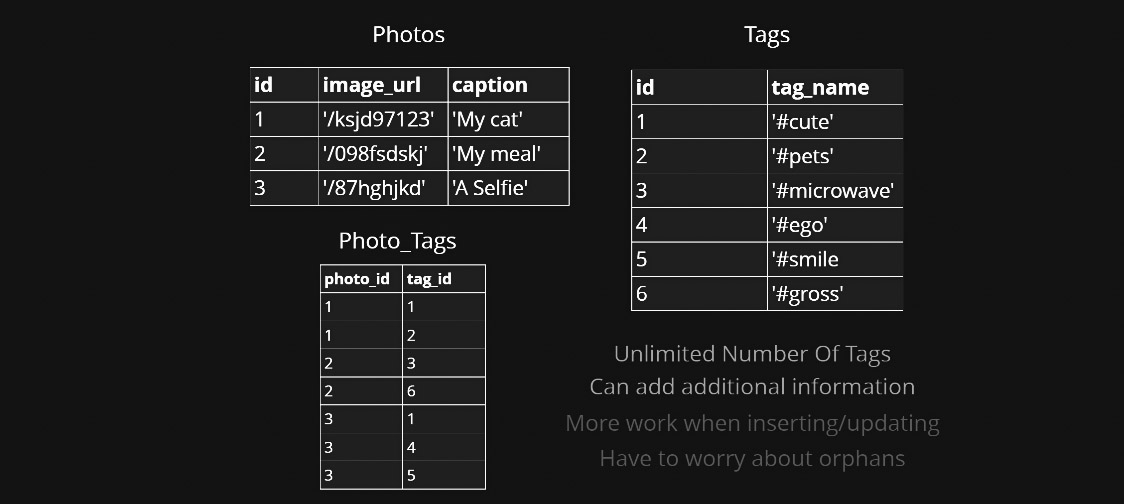 Photos
id image_url caption
1 '/ksjd97123' 'My cat'
2 '/098fsdskj' 'My meal'
3 '/87hghjkd' 'A Selfie'
Photo_Tags
photo_id tag_id
1 1
1 2
2 3
2 6
3 1
3 4
3 5
Tags
id tag_name
1 '#cute'
2 '#pets'
3 '#microwave'
4 '#ego'
5 '#smile
6 '#gross'
Unlimited Number Of Tags
Can add additional information
More work when inserting/updating
Have to worry about orphans